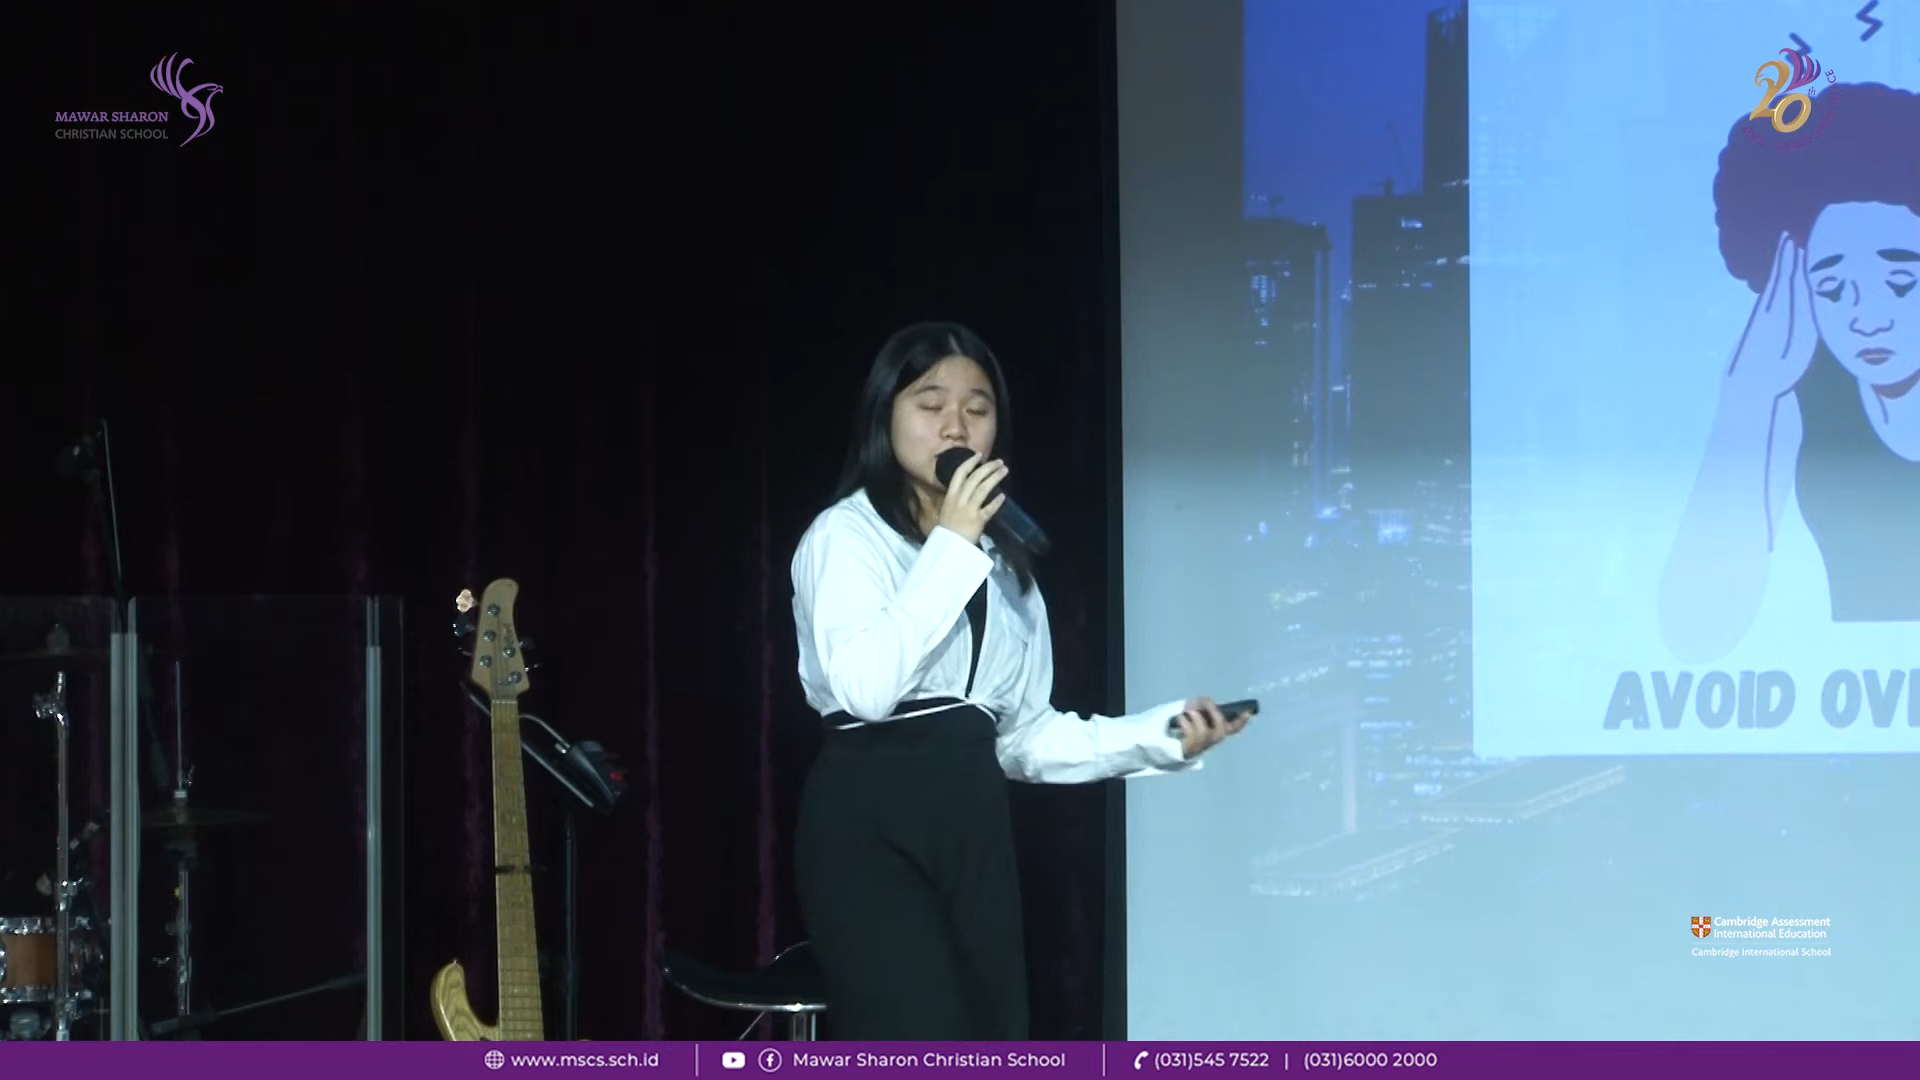 MAWAR SHARON
CHRISTIAN SCHOOL
20th
AVOID
Cambridge Assessment
International Education
Cambridge International School
www.mscs.sch.id | Mawar Sharon Christian School | (031)545 7522 | (031)6000 2000